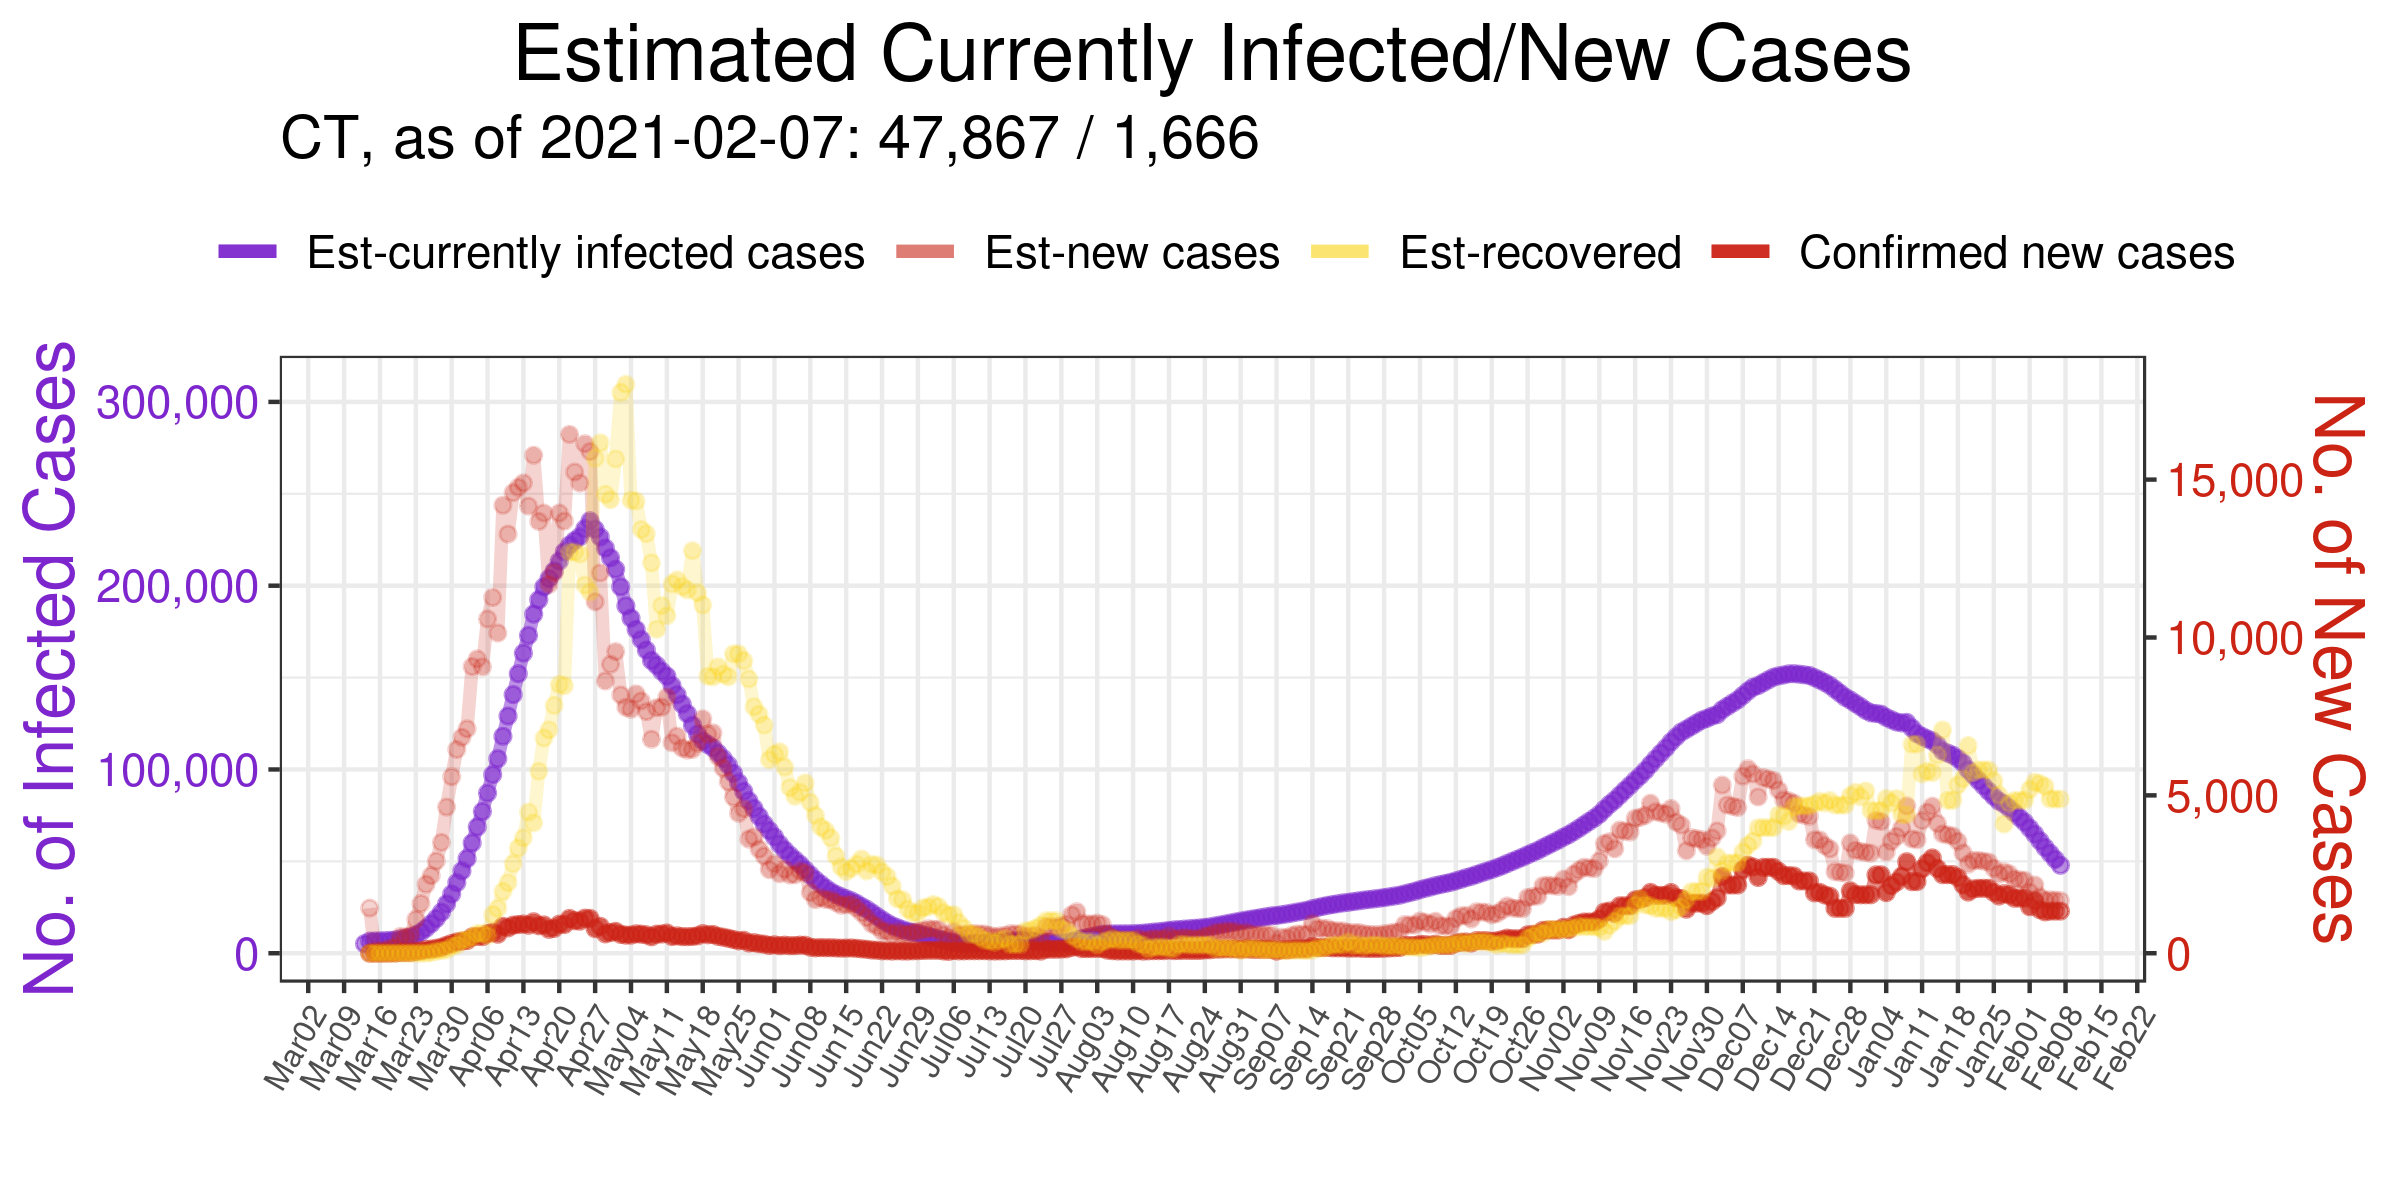 Estimated Currently Infected/New Cases
CT, as of 2021-02-07: 47,867 / 1,666
Est-currently infected cases
Est-new cases
Est-recovered
Confirmed new cases
No. of Infected Cases
300,000
200,000
100,000
0
15,000
10,000
5,000
0
No. of New Cases
Mar02
Mar09
Mar16
Mar23
Mar30
Apr06
Apr13
Apr20
Apr27
May04
May11
May18
May25
Jun01
Jun08
Jun15
Jun22
Jun29
Jul06
Jul13
Jul20
Jul27
Aug03
Aug10
Aug17
Aug24
Aug31
Sep07
Sep14
Sep21
Sep28
Oct05
Oct12
Oct19
Oct26
Nov02
Nov09
Nov16
Nov23
Nov30
Dec07
Dec14
Dec21
Dec28
Jan04
Jan11
Jan18
Jan25
Feb01
Feb08
Feb15
Feb22